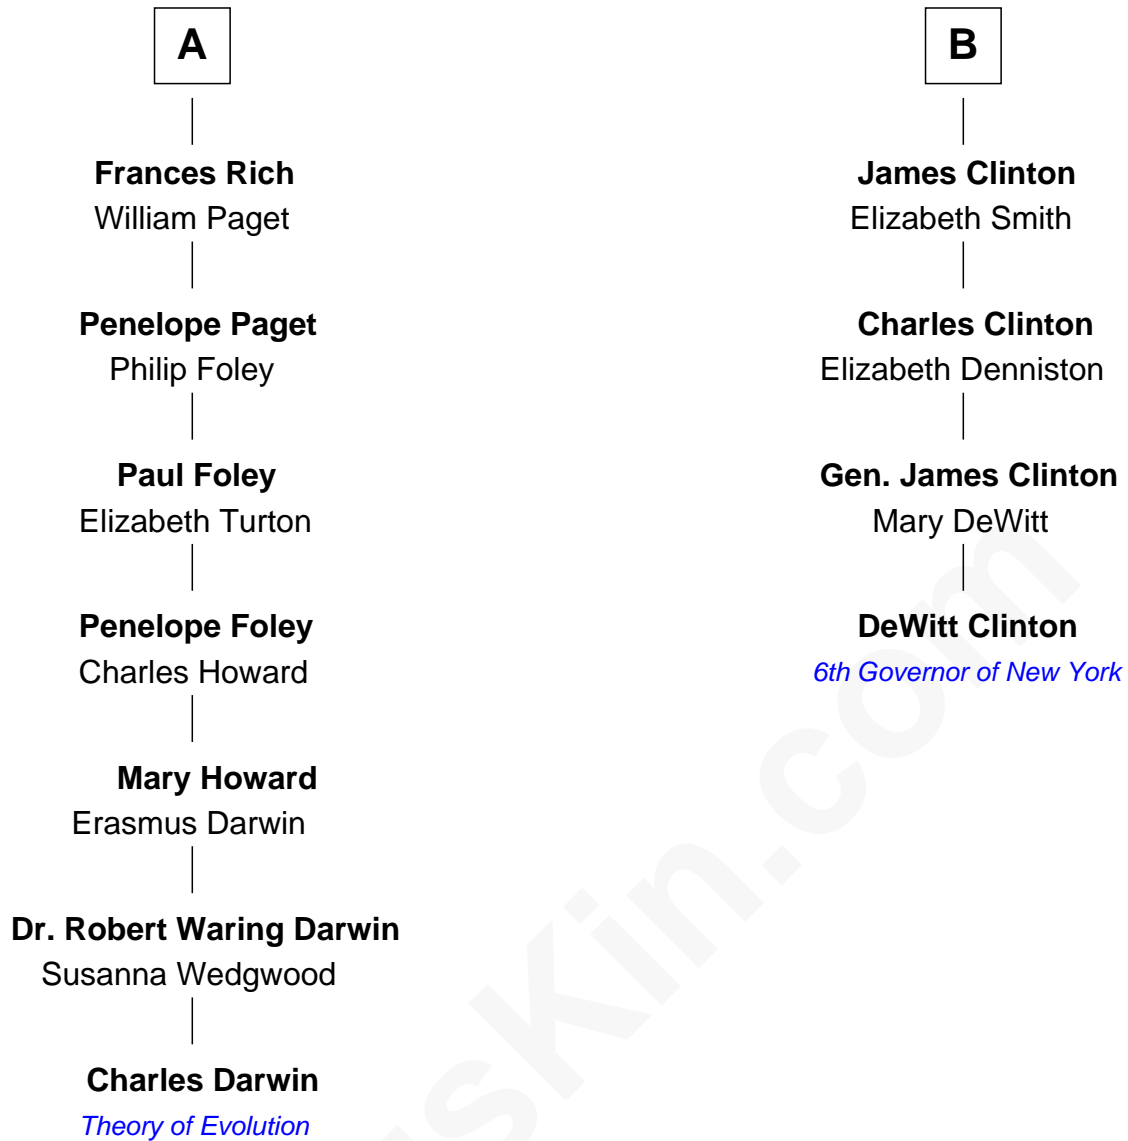 A
Frances Rich
William Paget
Penelope Paget
Philip Foley
Paul Foley
Elizabeth Turton
Penelope Foley
Charles Howard
Mary Howard
Erasmus Darwin
Dr. Robert Waring Darwin
Susanna Wedgwood
Charles Darwin
Theory of Evolution
B
James Clinton
Elizabeth Smith
Charles Clinton
Elizabeth Denniston
Gen. James Clinton
Mary DeWitt
DeWitt Clinton
6th Governor of New York
usKin.com